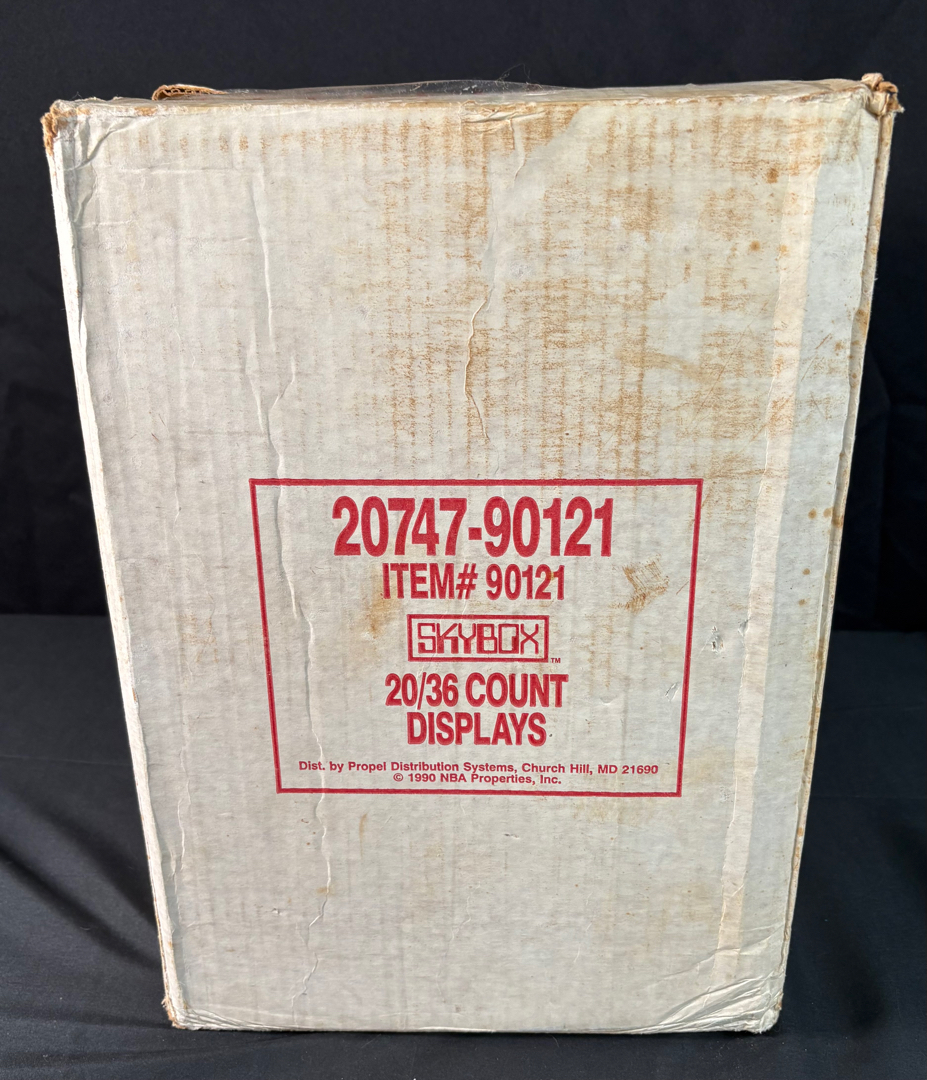 20747-90121
ITEM# 90121
SKYBOX™
20/36 COUNT
DISPLAYS
Dist. by Propel Distribution Systems, Church Hill, MD 21690
© 1990 NBA Properties, Inc.